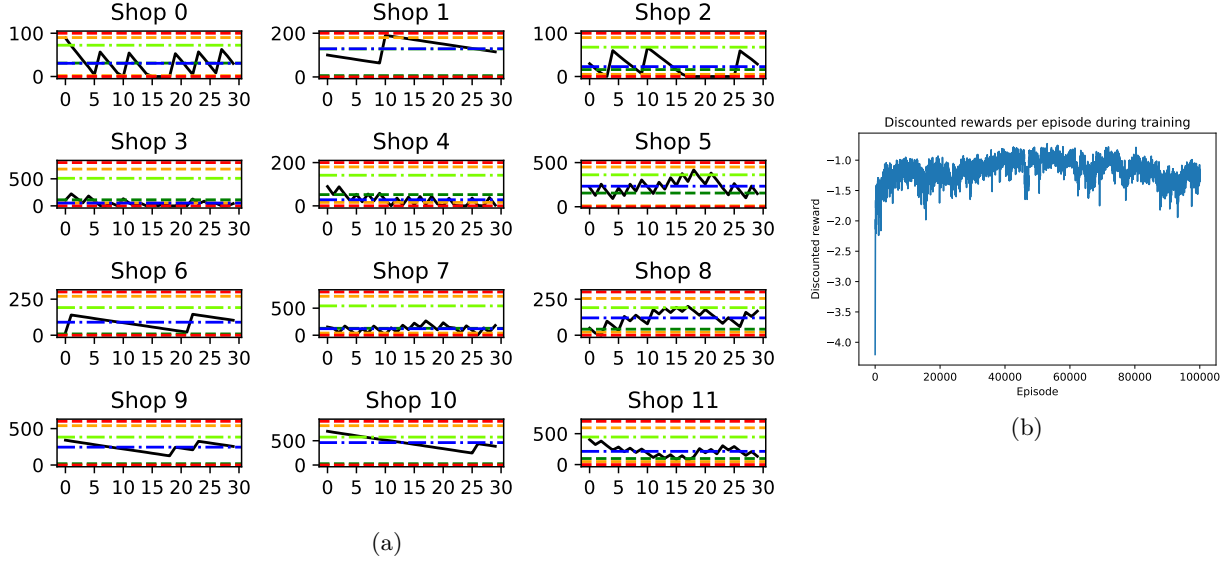 Shop 0
100
0
0 5 10 15 20 25 30
Shop 1
200
0
0 5 10 15 20 25 30
Shop 2
100
0
0 5 10 15 20 25 30
Shop 3
500
0
0 5 10 15 20 25 30
Shop 4
200
0
0 5 10 15 20 25 30
Shop 5
500
0
0 5 10 15 20 25 30
Shop 6
250
0
0 5 10 15 20 25 30
Shop 7
500
0
0 5 10 15 20 25 30
Shop 8
250
0
0 5 10 15 20 25 30
Shop 9
500
0
0 5 10 15 20 25 30
Shop 10
500
0
0 5 10 15 20 25 30
Shop 11
500
0
0 5 10 15 20 25 30
(a)
Discounted rewards per episode during training
Discounted reward
−1.0
−1.5
−2.0
−2.5
−3.0
−3.5
−4.0
0 20000 40000 60000 80000 100000
Episode
(b)